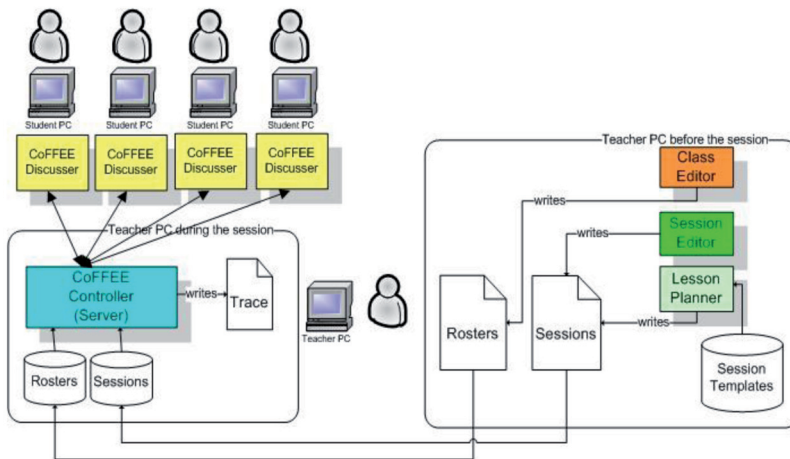 Student PC
Student PC
Student PC
Student PC
CoFFEE
Discusser
CoFFEE
Discusser
CoFFEE
Discusser
CoFFEE
Discusser
Teacher PC during the session
CoFFEE
Controller
(Server)
writes
Trace
Rosters
Sessions
Teacher PC
Teacher PC before the session
Class
Editor
writes
Session
Editor
writes
Lesson
Planner
writes
Rosters
Sessions
Session
Templates